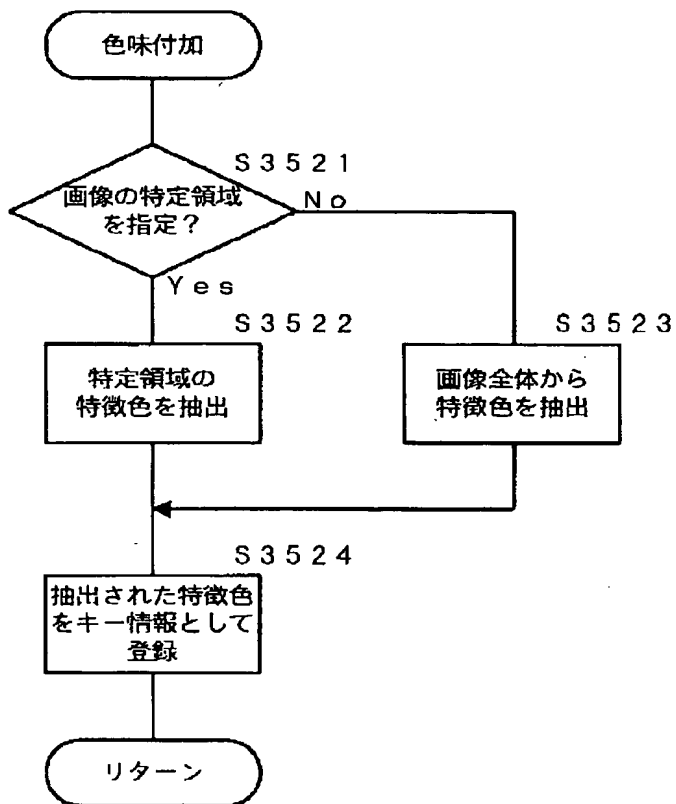 色味付加
S3521
画像の特定領域
を指定？
No
Yes
S3522
特定領域の
特徴色を抽出
S3523
画像全体から
特徴色を抽出
S3524
抽出された特徴色
をキー情報として
登録
リターン